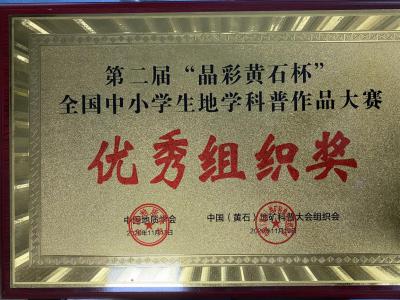 第二届“晶彩黄石杯”
全国中小学生地学科普作品大赛
优秀组织奖
中国地质学会
中国（黄石）地矿科普大会组织会